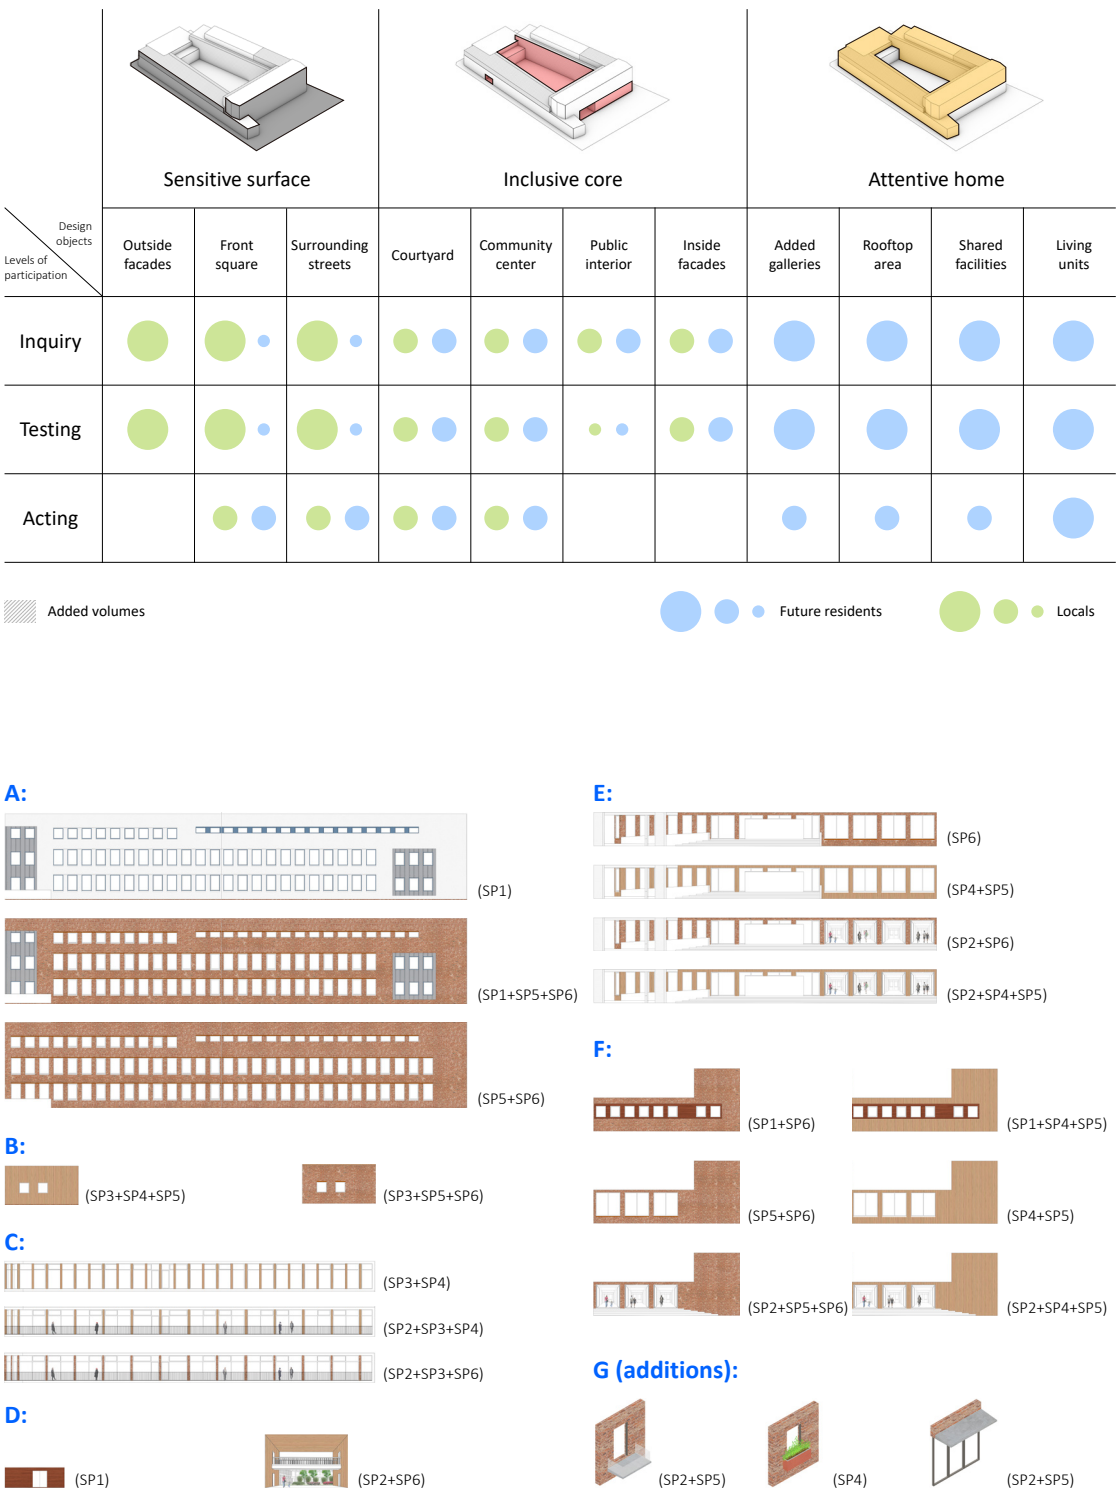 Sensitive surface
Inclusive core
Attentive home
Design
objects
Levels of
participation
Outside
facades
Front
square
Surrounding
streets
Courtyard
Community
center
Public
interior
Inside
facades
Added
galleries
Rooftop
area
Shared
facilities
Living
units
Inquiry
Testing
Acting
Added volumes
Future residents
Locals
A:
(SP1)
(SP1+SP5+SP6)
(SP5+SP6)
B:
(SP3+SP4+SP5)
(SP3+SP5+SP6)
C:
(SP3+SP4)
(SP2+SP3+SP4)
(SP2+SP3+SP6)
D:
(SP1)
(SP2+SP6)
E:
(SP6)
(SP4+SP5)
(SP2+SP6)
(SP2+SP4+SP5)
F:
(SP1+SP6)
(SP1+SP4+SP5)
(SP5+SP6)
(SP4+SP5)
(SP2+SP5+SP6)
(SP2+SP4+SP5)
G (additions):
(SP2+SP5)
(SP4)
(SP2+SP5)